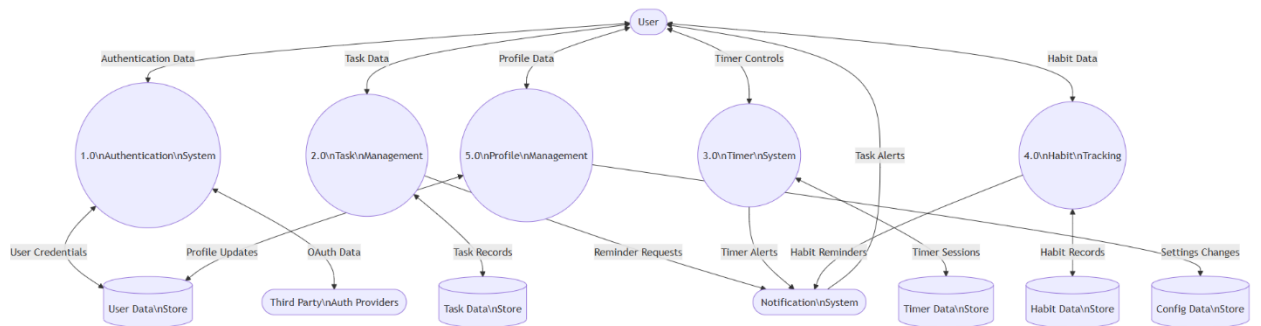 User
Authentication Data
Task Data
Profile Data
Timer Controls
Habit Data
1.0\nAuthentication\nSystem
2.0\nTask\nManagement
5.0\nProfile\nManagement
3.0\nTimer\nSystem
Task Alerts
4.0\nHabit\nTracking
User Credentials
Profile Updates
OAuth Data
Task Records
Reminder Requests
Timer Alerts
Habit Reminders
Timer Sessions
Habit Records
Settings Changes
User Data\nStore
Third Party\nAuth Providers
Task Data\nStore
Notification\nSystem
Timer Data\nStore
Habit Data\nStore
Config Data\nStore